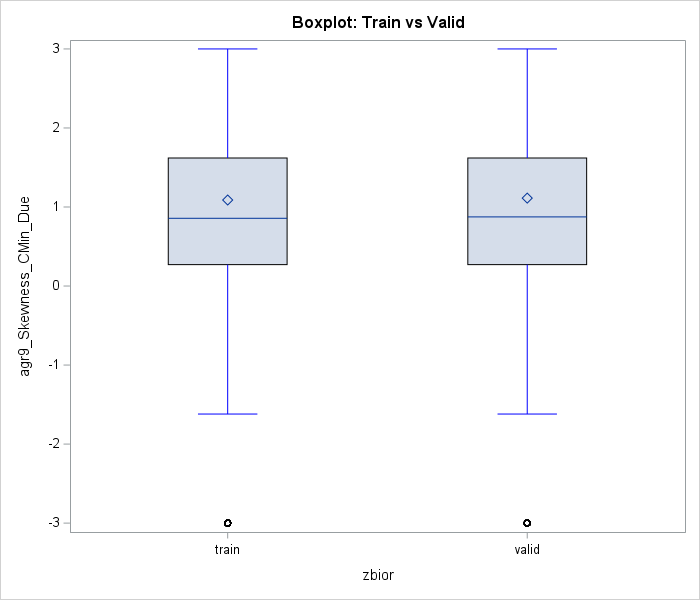 Boxplot: Train vs Valid
agr9_Skewness_CMin_Due
3
2
1
0
-1
-2
-3
train
valid
zbior